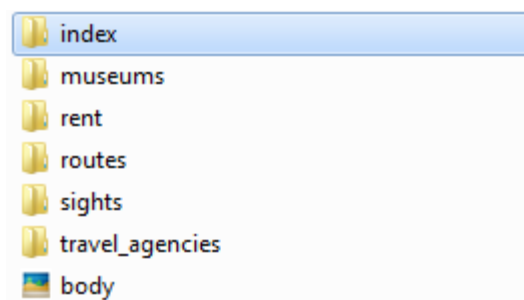 index
museums
rent
routes
sights
travel_agencies
body